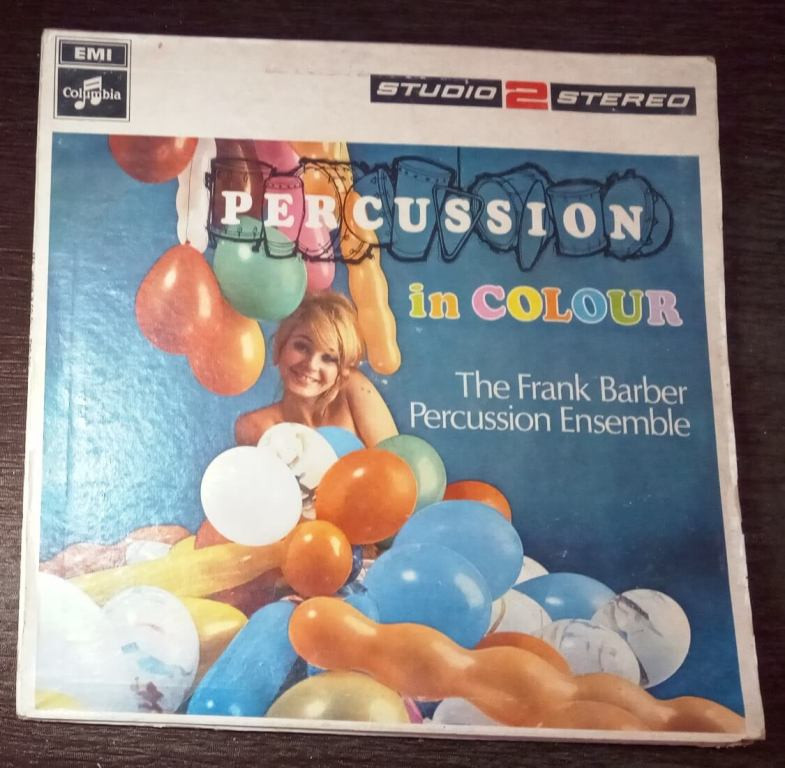 EMI
Columbia
STUDIO 2 STEREO
PERCUSSION
in COLOUR
The Frank Barber
Percussion Ensemble